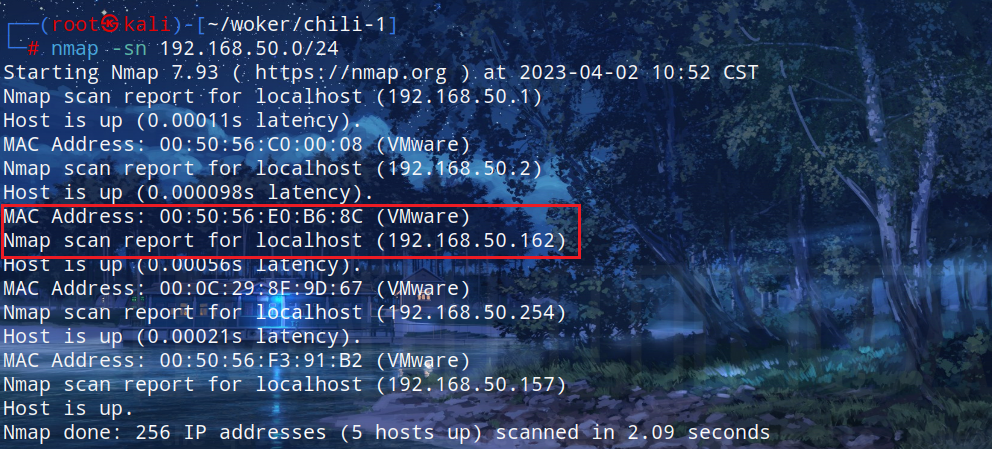 ┌──(root㉿kali)-[~/woker/chili-1]
└─# nmap -sn 192.168.50.0/24
Starting Nmap 7.93 ( https://nmap.org ) at 2023-04-02 10:52 CST
Nmap scan report for localhost (192.168.50.1)
Host is up (0.00011s latency).
MAC Address: 00:50:56:C0:00:08 (VMware)
Nmap scan report for localhost (192.168.50.2)
Host is up (0.000098s latency).
MAC Address: 00:50:56:E0:B6:8C (VMware)
Nmap scan report for localhost (192.168.50.162)
Host is up (0.00056s latency).
MAC Address: 00:0C:29:8E:9D:67 (VMware)
Nmap scan report for localhost (192.168.50.254)
Host is up (0.00021s latency).
MAC Address: 00:50:56:F3:91:B2 (VMware)
Nmap scan report for localhost (192.168.50.157)
Host is up.
Nmap done: 256 IP addresses (5 hosts up) scanned in 2.09 seconds